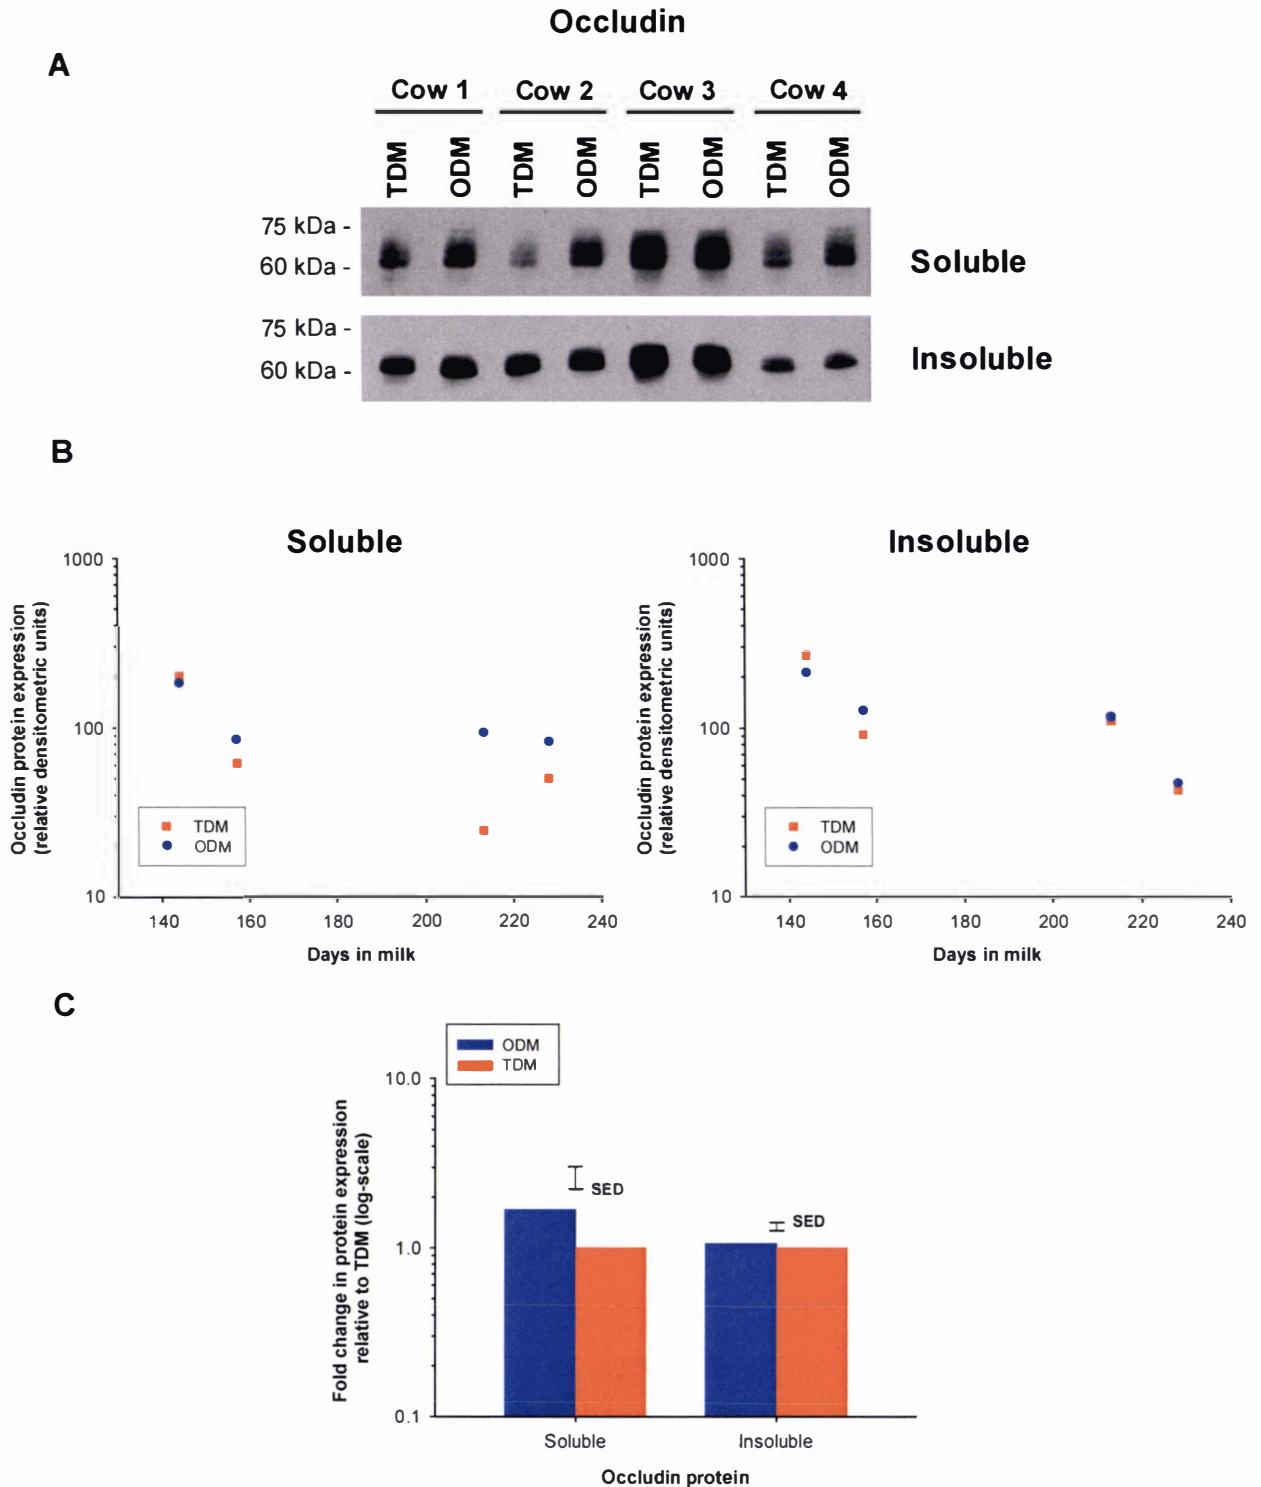 Occludin
A
Cow 1 Cow 2 Cow 3 Cow 4
TDM ODM TDM ODM TDM ODM TDM ODM
75 kDa -
60 kDa -
Soluble
75 kDa -
60 kDa -
Insoluble
B
Soluble
Occludin protein expression
(relative densitometric units)
1000
100
10
TDM
ODM
140 160 180 200 220 240
Days in milk
Insoluble
Occludin protein expression
(relative densitometric units)
1000
100
10
TDM
ODM
140 160 180 200 220 240
Days in milk
C
ODM
TDM
Fold change in protein expression
relative to TDM (log-scale)
10.0
1.0
0.1
SED
SED
Soluble Insoluble
Occludin protein